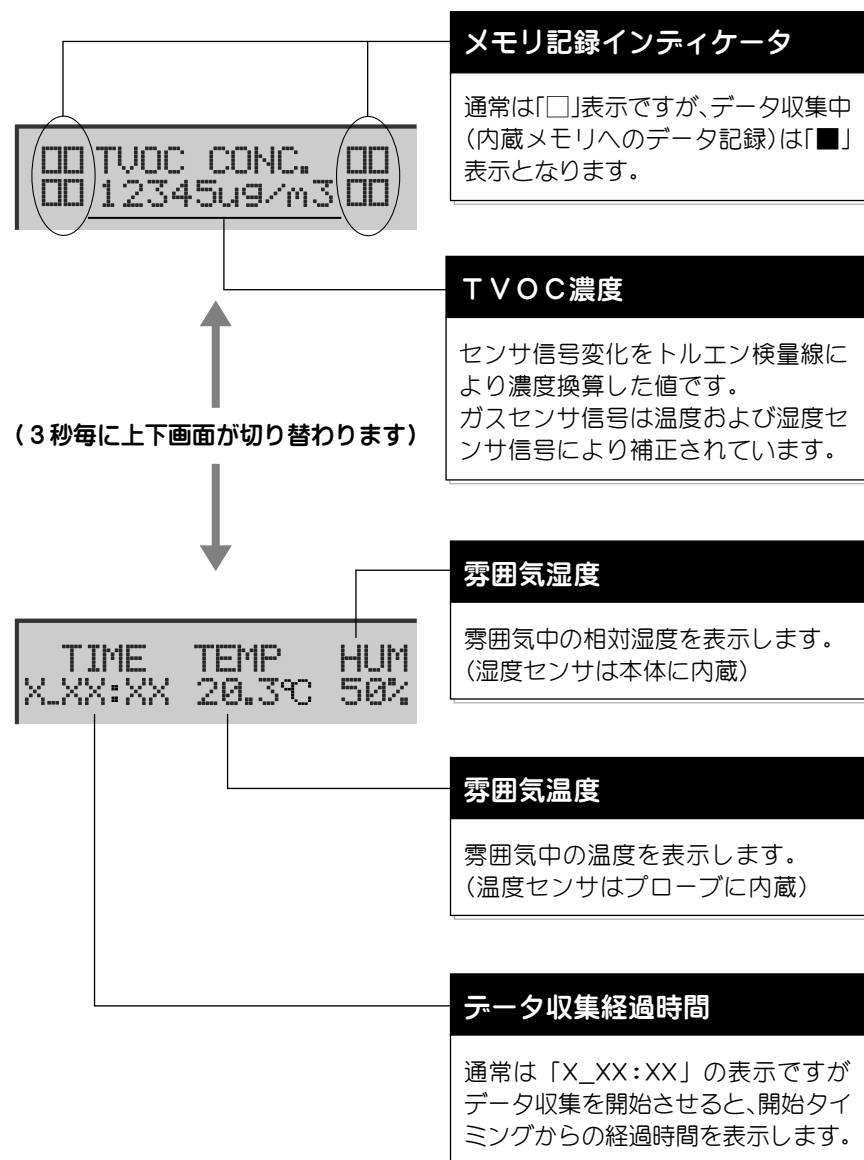 メモリ記録インディケータ
通常は「□」表示ですが、データ収集中
(内蔵メモリへのデータ記録)は「■」
表示となります。
□□TVOC CONC. □□
□□12345ug/m3□□
TVOC濃度
センサ信号変化をトルエン検量線に
より濃度換算した値です。
ガスセンサ信号は温度および湿度セ
ンサ信号により補正されています。
(3秒毎に上下画面が切り替わります)
雰囲気湿度
雰囲気中の相対湿度を表示します。
(湿度センサは本体に内蔵)
TIME TEMP HUM
X_XX:XX 20.3℃ 50%
雰囲気温度
雰囲気中の温度を表示します。
(温度センサはプローブに内蔵)
データ収集経過時間
通常は「X_XX:XX」の表示ですが
データ収集を開始させると、開始タイ
ミングからの経過時間を表示します。